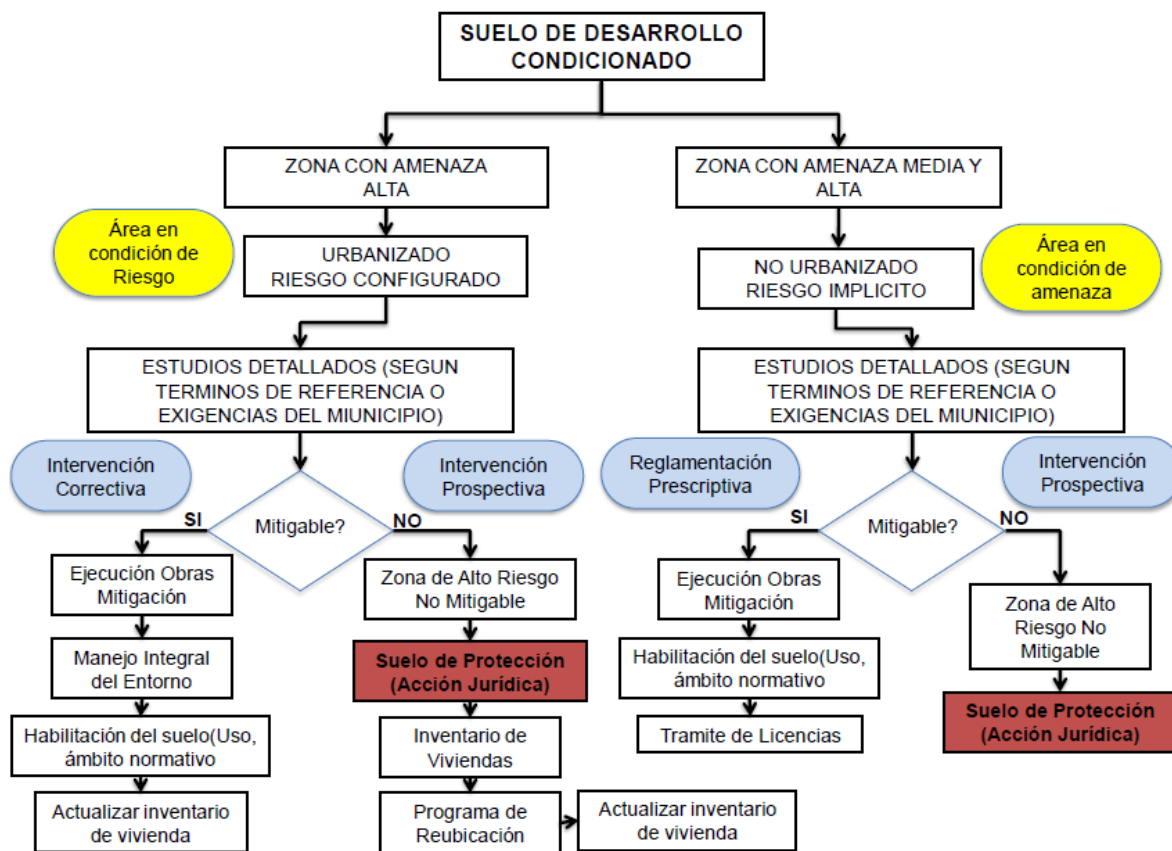 SUELO DE DESARROLLO
CONDICIONADO
ZONA CON AMENAZA
ALTA
ZONA CON AMENAZA MEDIA Y
ALTA
Área en
condición de
Riesgo
URBANIZADO
RIESGO CONFIGURADO
NO URBANIZADO
RIESGO IMPLICITO
Área en
condición de
amenaza
ESTUDIOS DETALLADOS (SEGUN
TERMINOS DE REFERENCIA O
EXIGENCIAS DEL MIUNICIPIO)
ESTUDIOS DETALLADOS (SEGUN
TERMINOS DE REFERENCIA O
EXIGENCIAS DEL MIUNICIPIO)
Intervención
Correctiva
Intervención
Prospectiva
Reglamentación
Prescriptiva
Intervención
Prospectiva
SI
Mitigable?
NO
SI
Mitigable?
NO
Ejecución Obras
Mitigación
Zona de Alto Riesgo
No Mitigable
Ejecución Obras
Mitigación
Zona de Alto
Riesgo No
Mitigable
Manejo Integral
del Entorno
Suelo de Protección
(Acción Jurídica)
Habilitación del suelo(Uso,
ámbito normativo
Suelo de Protección
(Acción Jurídica)
Habilitación del suelo(Uso,
ámbito normativo
Inventario de
Viviendas
Tramite de Licencias
Actualizar inventario
de vivienda
Programa de
Reubicación
Actualizar inventario
de vivienda